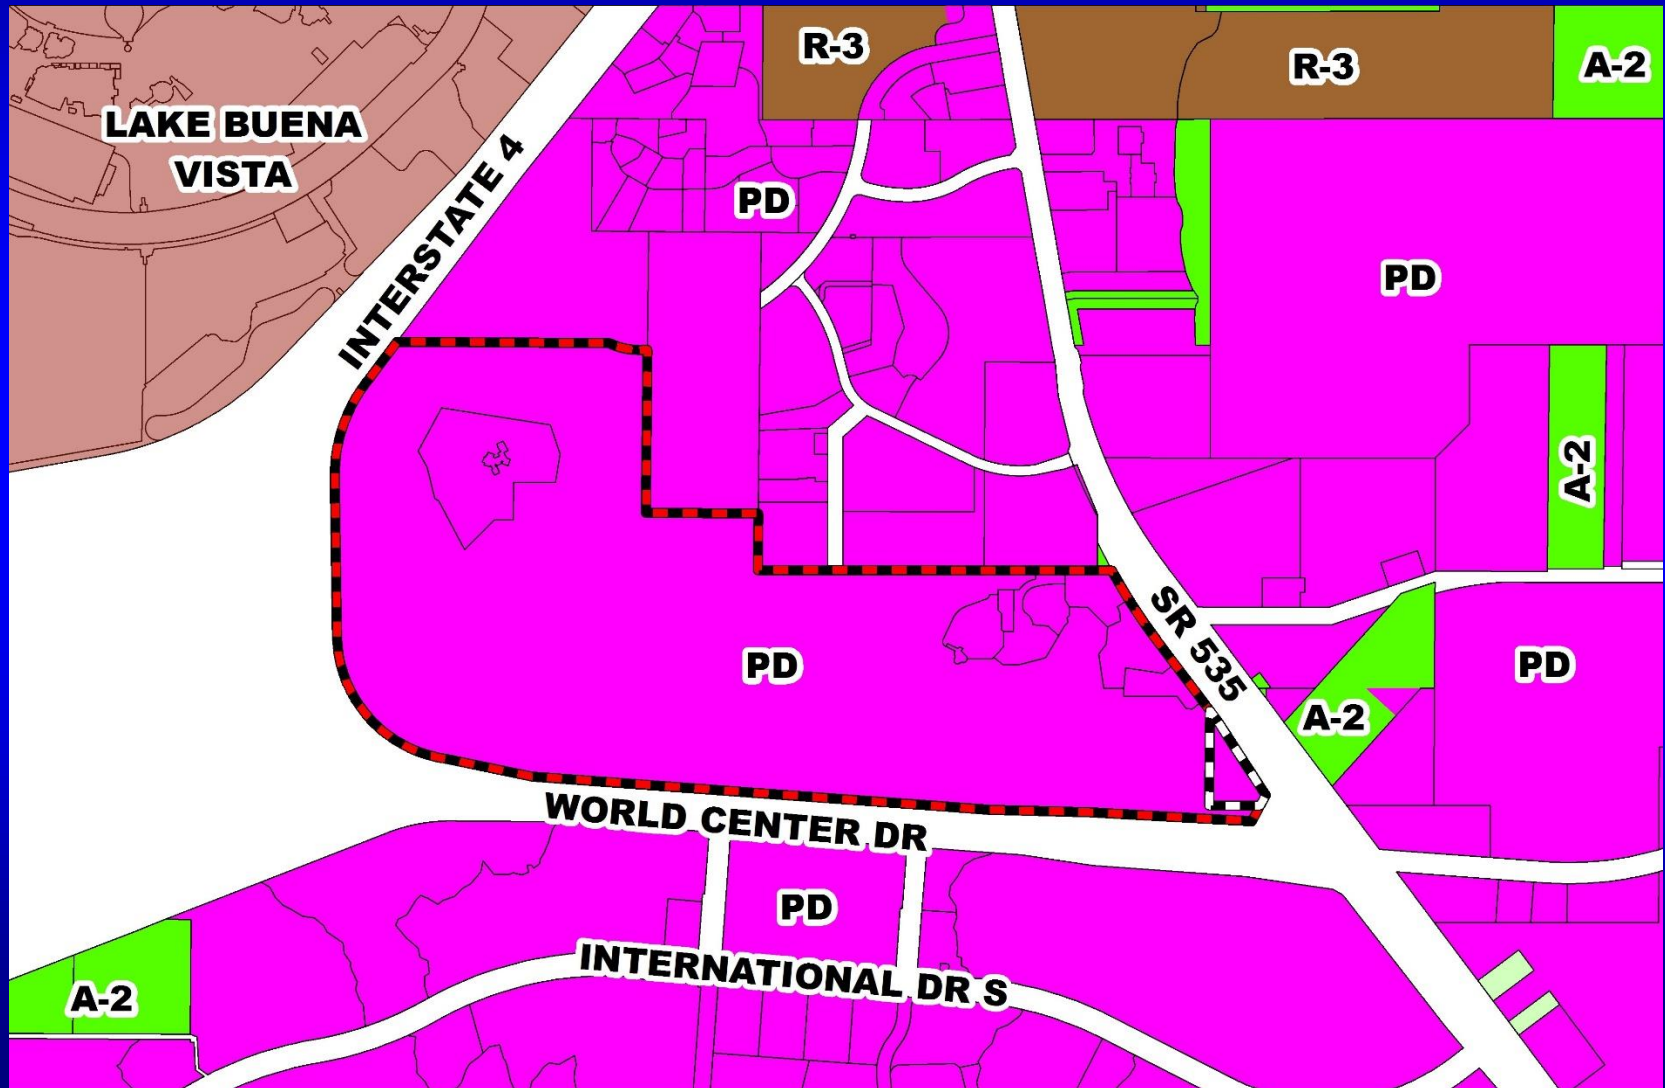 R-3
R-3
A-2
LAKE BUENA
VISTA
INTERSTATE 4
PD
PD
A-2
SR 535
PD
PD
A-2
WORLD CENTER DR
PD
INTERNATIONAL DR S
A-2